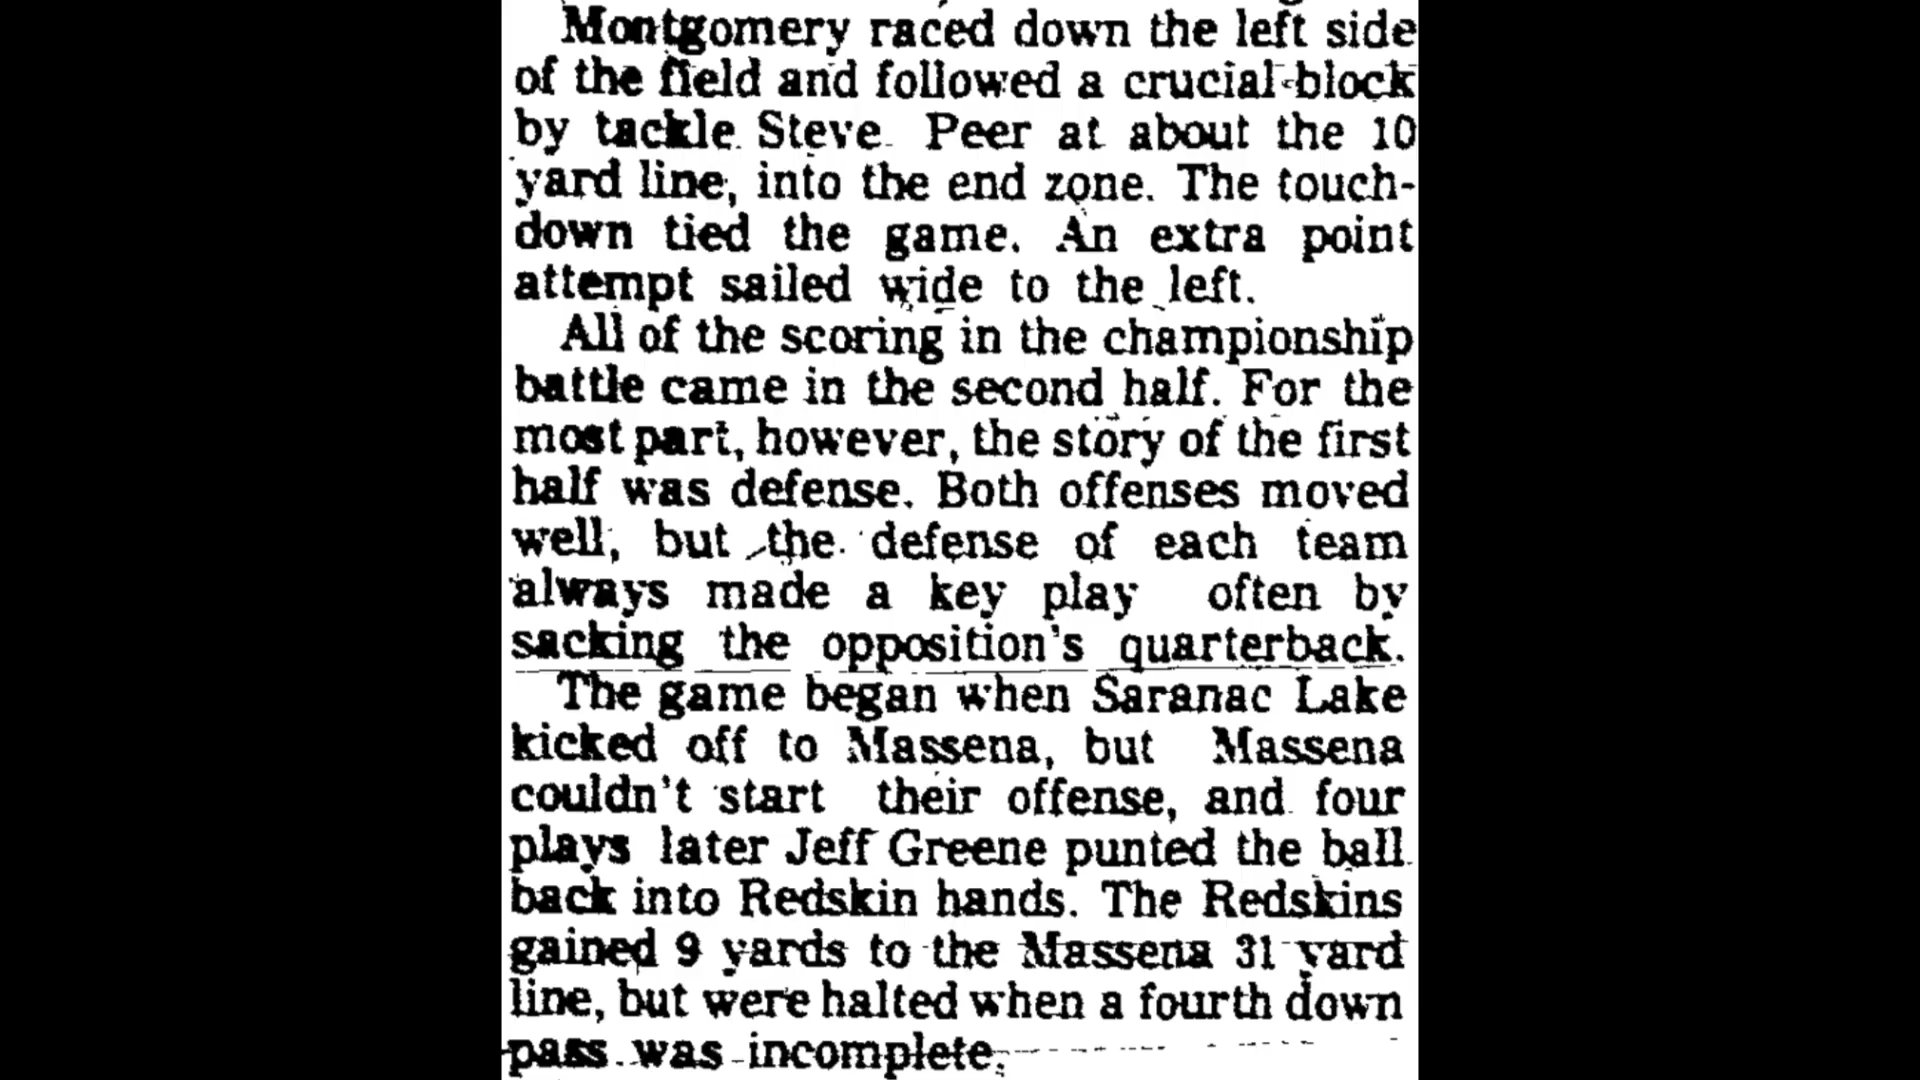 Montgomery raced down the left side
of the field and followed a crucial block
by tackle Steve Peer at about the 10
yard line, into the end zone. The touch-
down tied the game. An extra point
attempt sailed wide to the left.
All of the scoring in the championship
battle came in the second half. For the
most part, however, the story of the first
half was defense. Both offenses moved
well, but the defense of each team
always made a key play often by
sacking the opposition's quarterback.
The game began when Saranac Lake
kicked off to Massena, but Massena
couldn't start their offense, and four
plays later Jeff Greene punted the ball
back into Redskin hands. The Redskins
gained 9 yards to the Massena 31 yard
line, but were halted when a fourth down
pass was incomplete.